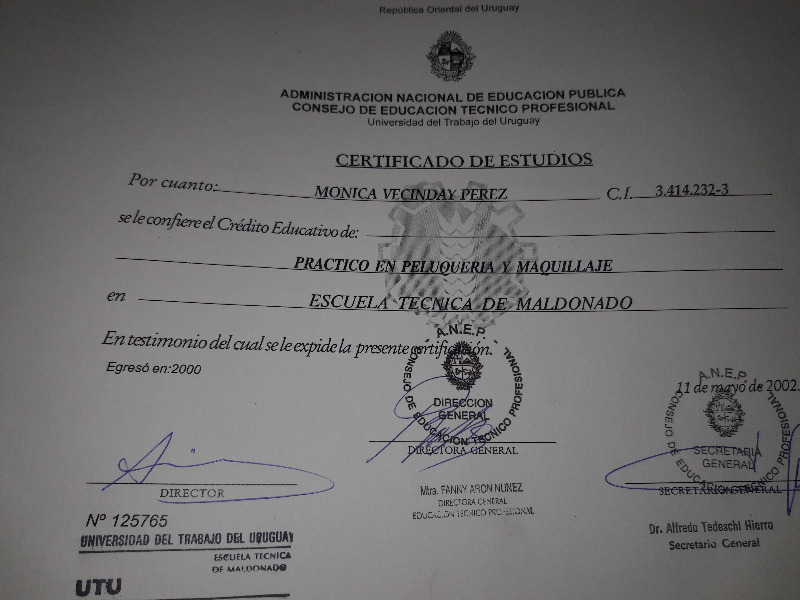 República Oriental del Uruguay
ADMINISTRACION NACIONAL DE EDUCACION PUBLICA
CONSEJO DE EDUCACION TECNICO PROFESIONAL
Universidad del Trabajo del Uruguay
CERTIFICADO DE ESTUDIOS
Por cuanto: MONICA VECINDAY PEREZ C.I. 3.414.232-3
se le confiere el Crédito Educativo de:
PRACTICO EN PELUQUERIA Y MAQUILLAJE
en ESCUELA TECNICA DE MALDONADO
En testimonio del cual se le expide la presente certificación.
Egresó en:2000
11 de mayo de 2002.
A.N.E.P.
CONSEJO DE EDUCACION TECNICO PROFESIONAL
DIRECCION
GENERAL
DIRECTORA GENERAL
Mtra. FANNY ARON NUÑEZ
DIRECTORA GENERAL
EDUCACION TECNICO PROFESIONAL
A.N.E.P.
CONSEJO DE EDUCACION TECNICO PROFESIONAL
SECRETARIA
GENERAL
SECRETARIO GENERAL
Dr. Alfredo Tedeschi Hierro
Secretario General
DIRECTOR
Nº 125765
UNIVERSIDAD DEL TRABAJO DEL URUGUAY
ESCUELA TECNICA
DE MALDONADO
UTU